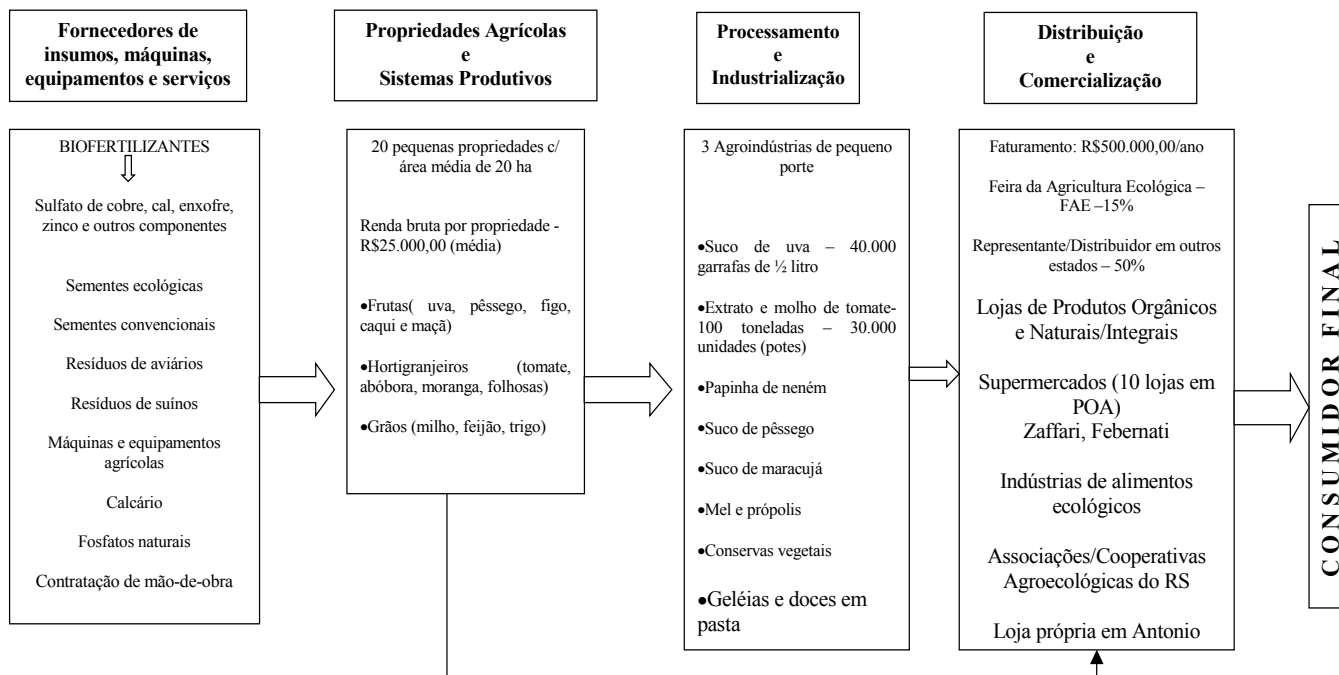 Fornecedores de
insumos, máquinas,
equipamentos e serviços
BIOFERTILIZANTES
Sulfato de cobre, cal, enxofre,
zinco e outros componentes
Sementes ecológicas
Sementes convencionais
Resíduos de aviários
Resíduos de suínos
Máquinas e equipamentos
agrícolas
Calcário
Fosfatos naturais
Contratação de mão-de-obra
Propriedades Agrícolas
e
Sistemas Produtivos
20 pequenas propriedades c/
área média de 20 ha
Renda bruta por propriedade -
R$25.000,00 (média)
•Frutas( uva, pêssego, figo,
caqui e maçã)
•Hortigranjeiros (tomate,
abóbora, moranga, folhosas)
•Grãos (milho, feijão, trigo)
Processamento
e
Industrialização
3 Agroindústrias de pequeno
porte
•Suco de uva – 40.000
garrafas de ½ litro
•Extrato e molho de tomate-
100 toneladas – 30.000
unidades (potes)
•Papinha de neném
•Suco de pêssego
•Suco de maracujá
•Mel e própolis
•Conservas vegetais
•Geléias e doces em
pasta
Distribuição
e
Comercialização
Faturamento: R$500.000,00/ano
Feira da Agricultura Ecológica –
FAE –15%
Representante/Distribuidor em outros
estados – 50%
Lojas de Produtos Orgânicos
e Naturais/Integrais
Supermercados (10 lojas em
POA)
Zaffari, Febernati
Indústrias de alimentos
ecológicos
Associações/Cooperativas
Agroecológicas do RS
Loja própria em Antonio
CONSUMIDOR FINAL